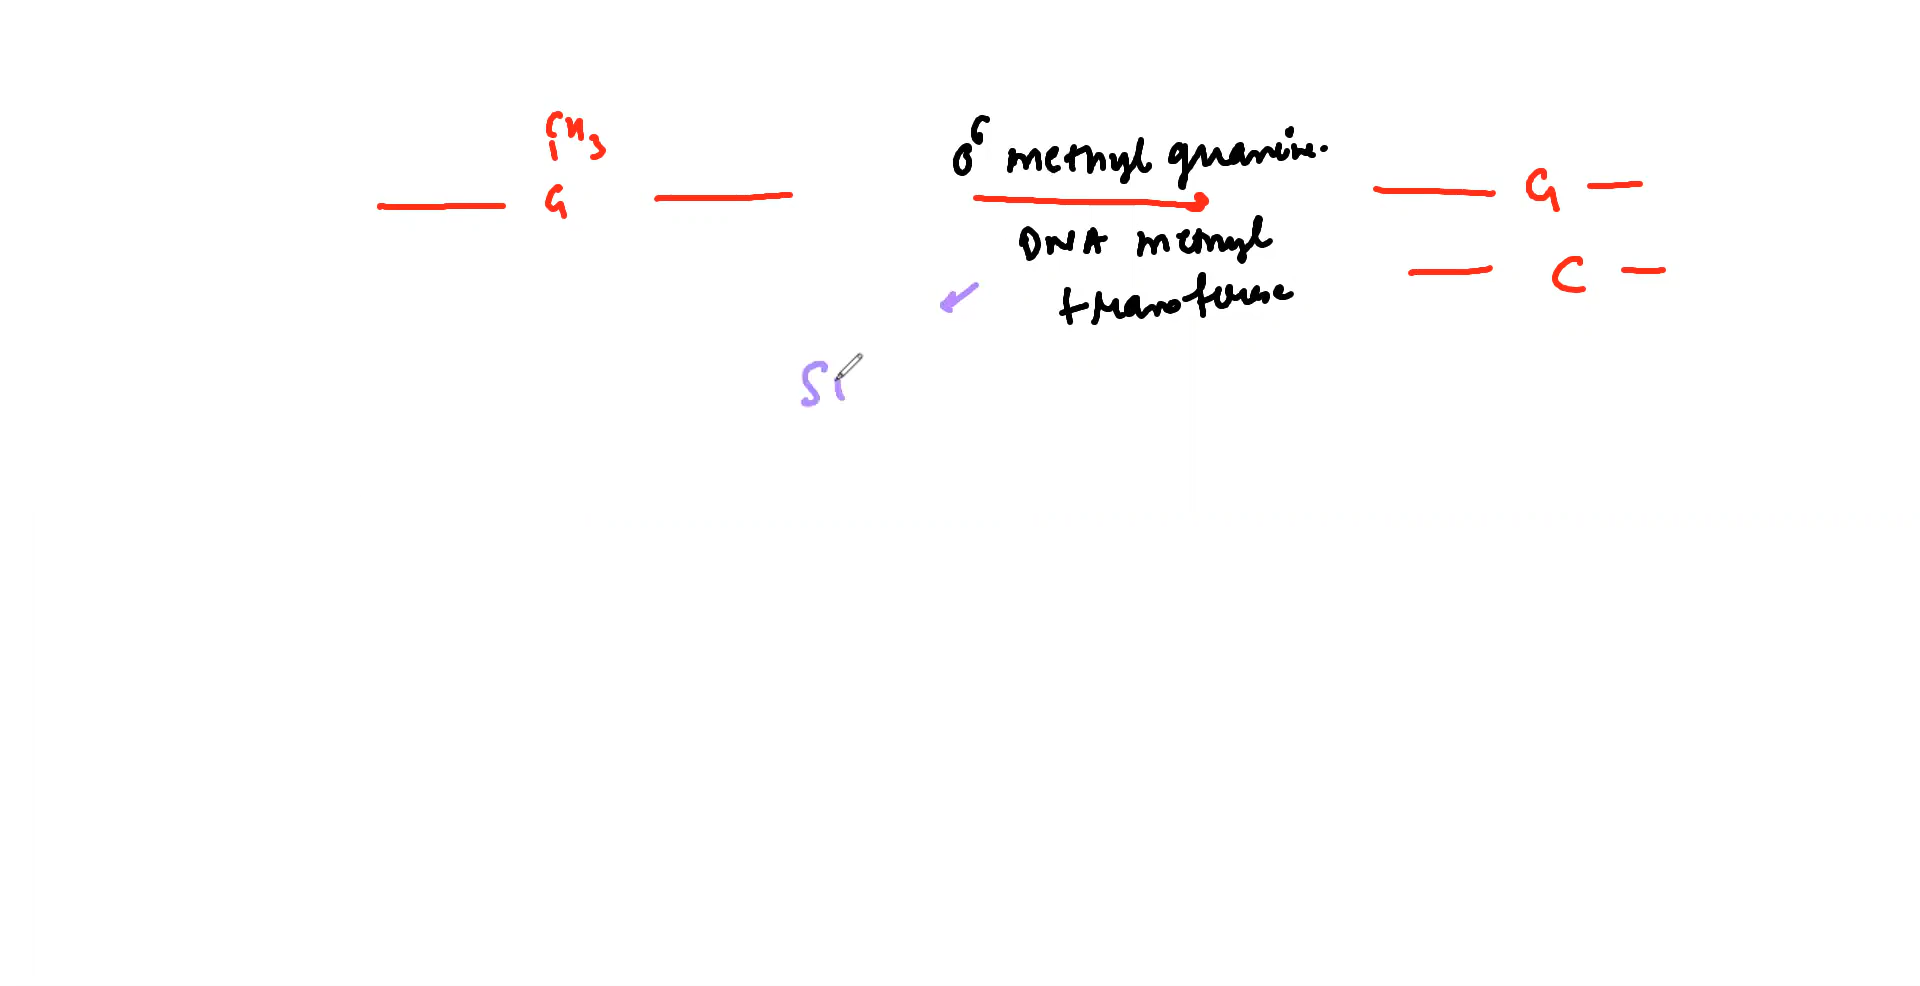 CH3
G
O6 methyl guanine.
DNA methyl
transferase
G
C
S